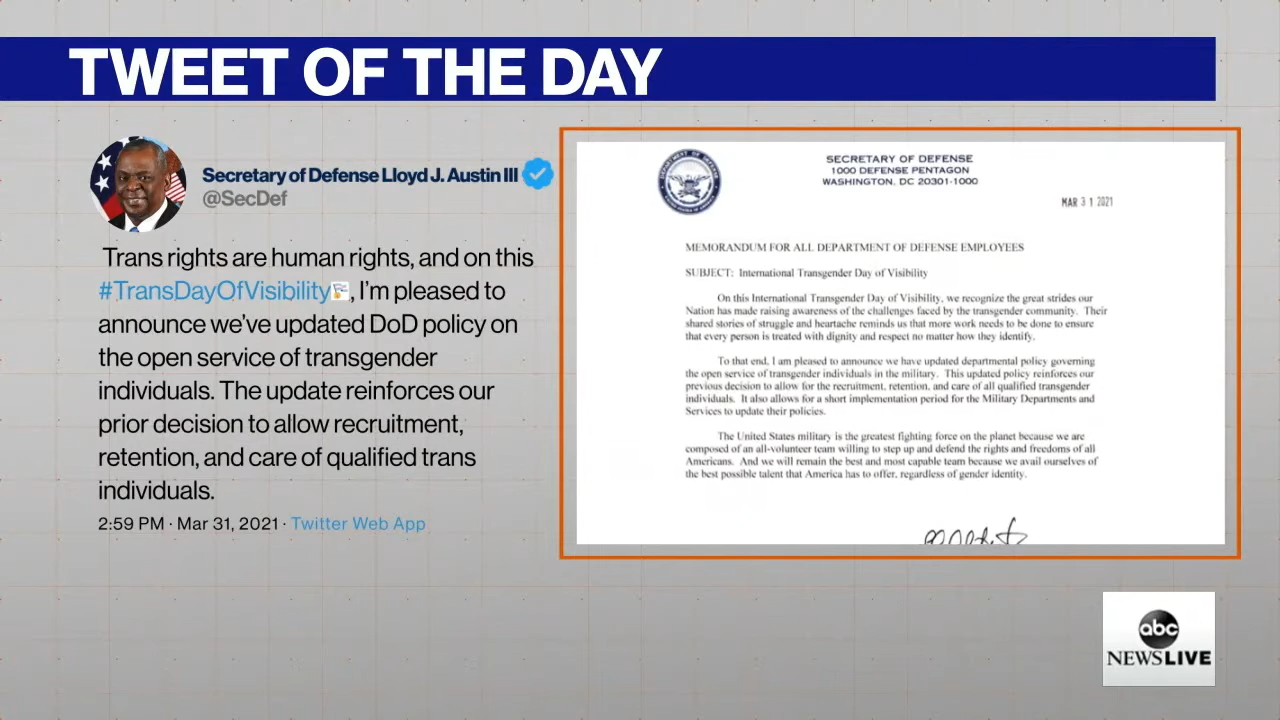 TWEET OF THE DAY
Secretary of Defense Lloyd J. Austin III
@SecDef
Trans rights are human rights, and on this
#TransDayOfVisibility, I’m pleased to
announce we’ve updated DoD policy on
the open service of transgender
individuals. The update reinforces our
prior decision to allow recruitment,
retention, and care of qualified trans
individuals.
2:59 PM · Mar 31, 2021 · Twitter Web App
SECRETARY OF DEFENSE
1000 DEFENSE PENTAGON
WASHINGTON, DC 20301-1000
MAR 3 1 2021
MEMORANDUM FOR ALL DEPARTMENT OF DEFENSE EMPLOYEES
SUBJECT: International Transgender Day of Visibility
On this International Transgender Day of Visibility, we recognize the great strides our
Nation has made raising awareness of the challenges faced by the transgender community. Their
shared stories of struggle and heartache reminds us that more work needs to be done to ensure
that every person is treated with dignity and respect no matter how they identify.
To that end, I am pleased to announce we have updated departmental policy governing
the open service of transgender individuals in the military. This updated policy reinforces our
previous decision to allow for the recruitment, retention, and care of all qualified transgender
individuals. It also allows for a short implementation period for the Military Departments and
Services to update their policies.
The United States military is the greatest fighting force on the planet because we are
composed of an all-volunteer team willing to step up and defend the rights and freedoms of all
Americans. And we will remain the best and most capable team because we avail ourselves of
the best possible talent that America has to offer, regardless of gender identity.
abc
NEWSLIVE